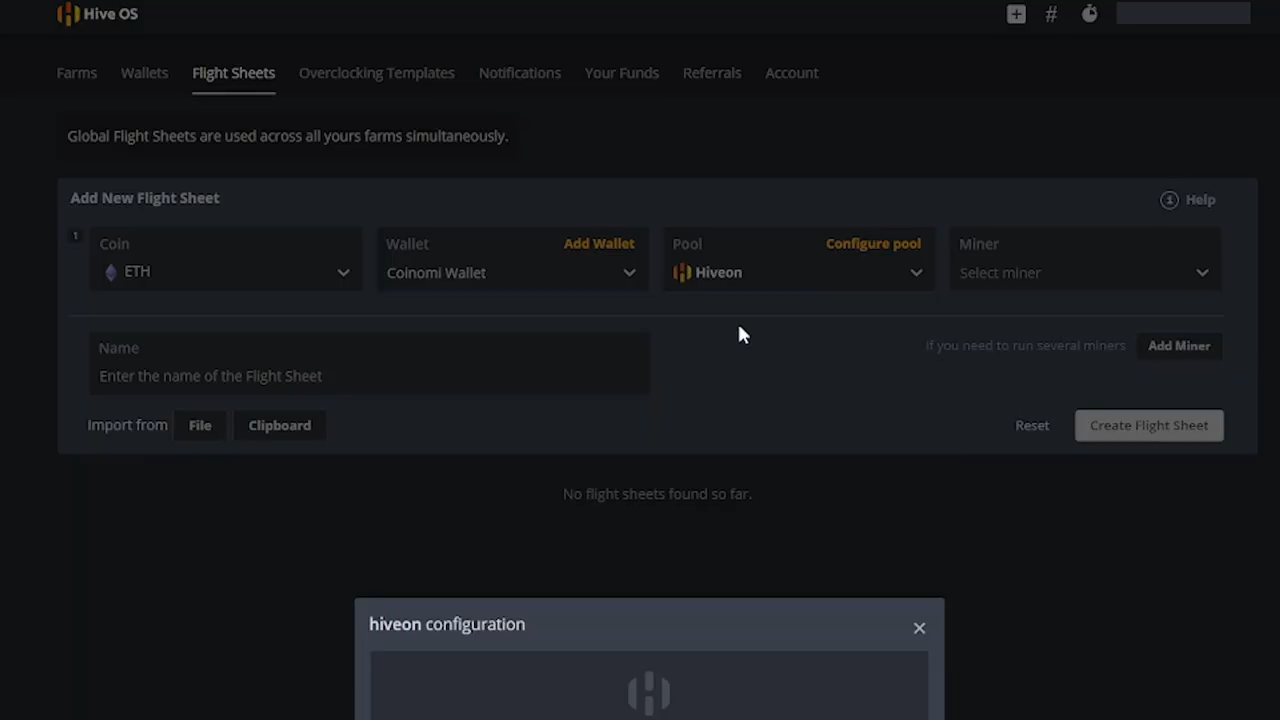 Hive OS
#
Farms Wallets Flight Sheets Overclocking Templates Notifications Your Funds Referrals Account
Global Flight Sheets are used across all yours farms simultaneously.
Add New Flight Sheet
Help
1
Coin
ETH
Wallet Add Wallet
Coinomi Wallet
Pool Configure pool
Hiveon
Miner
Select miner
Name
Enter the name of the Flight Sheet
If you need to run several miners Add Miner
Import from File Clipboard
Reset Create Flight Sheet
No flight sheets found so far.
hiveon configuration